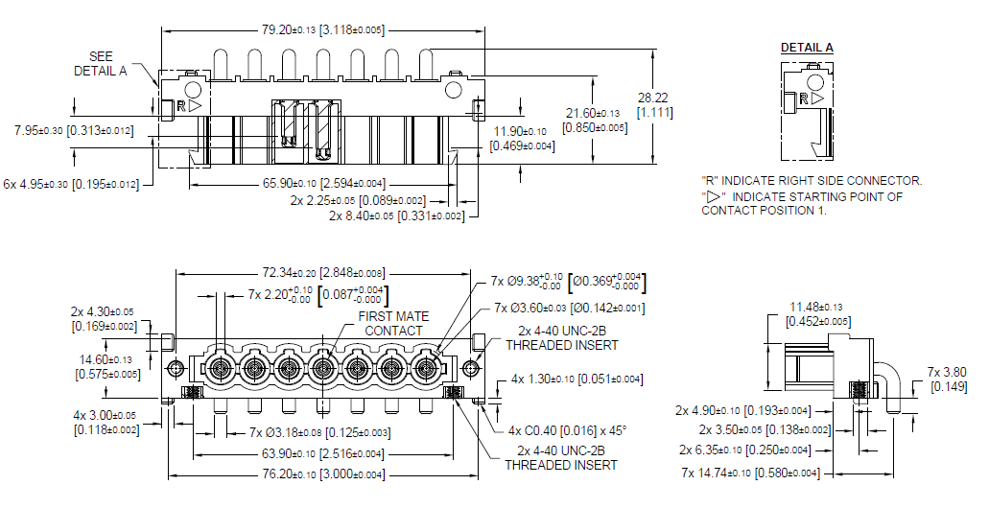 79.20±0.13 [3.118±0.005]
SEE
DETAIL A
R
7.95±0.30 [0.313±0.012]
6x 4.95±0.30 [0.195±0.012]
65.90±0.10 [2.594±0.004]
2x 2.25±0.05 [0.089±0.002]
2x 8.40±0.05 [0.331±0.002]
11.90±0.10
[0.469±0.004]
21.60±0.13
[0.850±0.005]
28.22
[1.111]
DETAIL A
R
"R" INDICATE RIGHT SIDE CONNECTOR.
"▷" INDICATE STARTING POINT OF
CONTACT POSITION 1.
72.34±0.20 [2.848±0.008]
7x 2.20+0.10 -0.00 [0.087+0.004 -0.000]
FIRST MATE
CONTACT
7x Ø9.38+0.10 -0.00 [Ø0.369+0.004 -0.000]
7x Ø3.60±0.03 [Ø0.142±0.001]
2x 4-40 UNC-2B
THREADED INSERT
2x 4.30±0.05
[0.169±0.002]
14.60±0.13
[0.575±0.005]
4x 3.00±0.05
[0.118±0.002]
4x 1.30±0.10 [0.051±0.004]
7x Ø3.18±0.08 [0.125±0.003]
4x C0.40 [0.016] x 45°
63.90±0.10 [2.516±0.004]
2x 4-40 UNC-2B
THREADED INSERT
76.20±0.10 [3.000±0.004]
11.48±0.13
[0.452±0.005]
7x 3.80
[0.149]
2x 4.90±0.10 [0.193±0.004]
2x 3.50±0.05 [0.138±0.002]
2x 6.35±0.10 [0.250±0.004]
7x 14.74±0.10 [0.580±0.004]